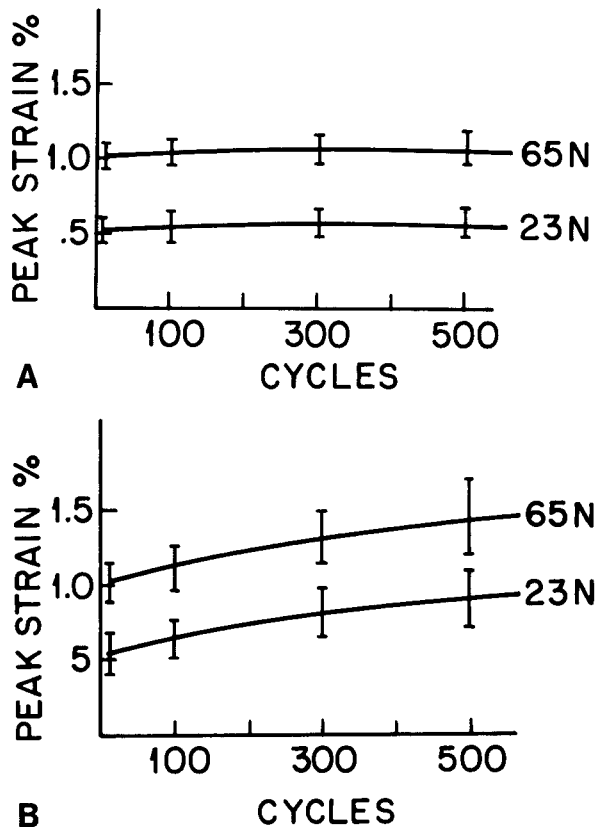 PEAK STRAIN %
1.5
1.0
.5
65N
23N
100 300 500
CYCLES
A
PEAK STRAIN %
1.5
1.0
5
65N
23N
100 300 500
CYCLES
B